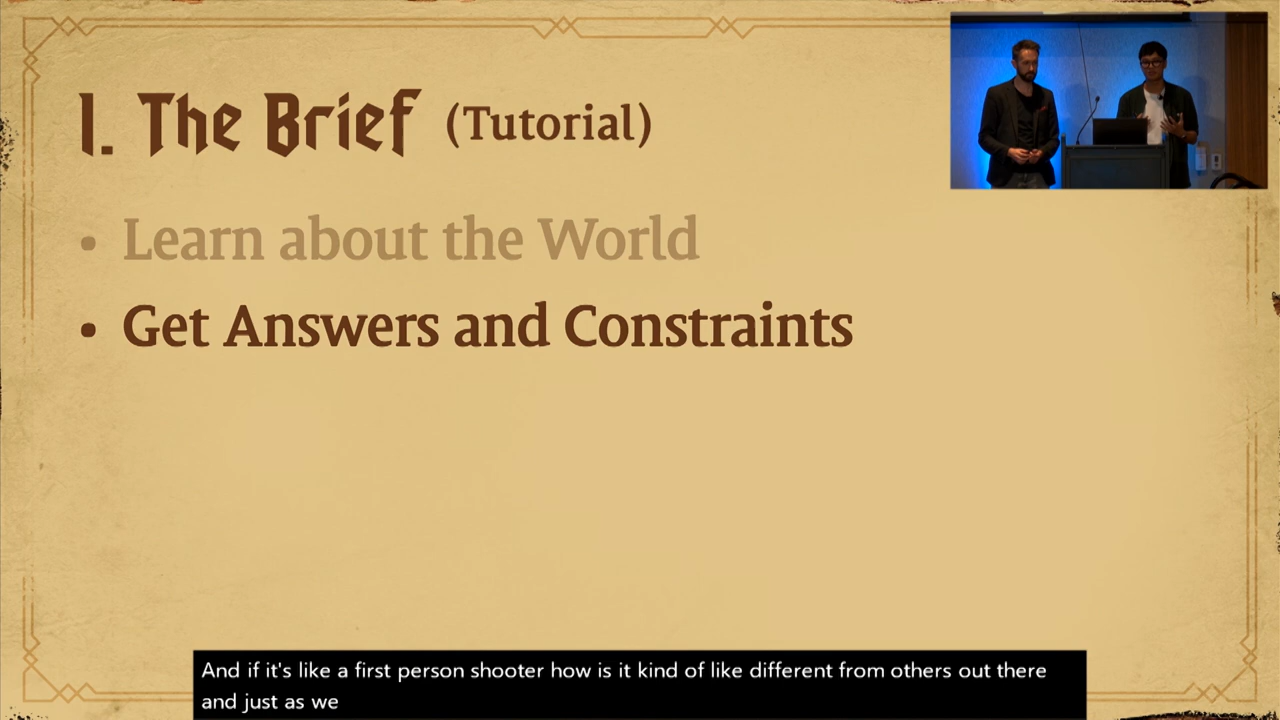 I. The Brief (Tutorial)
• Learn about the World
• Get Answers and Constraints
And if it's like a first person shooter how is it kind of like different from others out there
and just as we